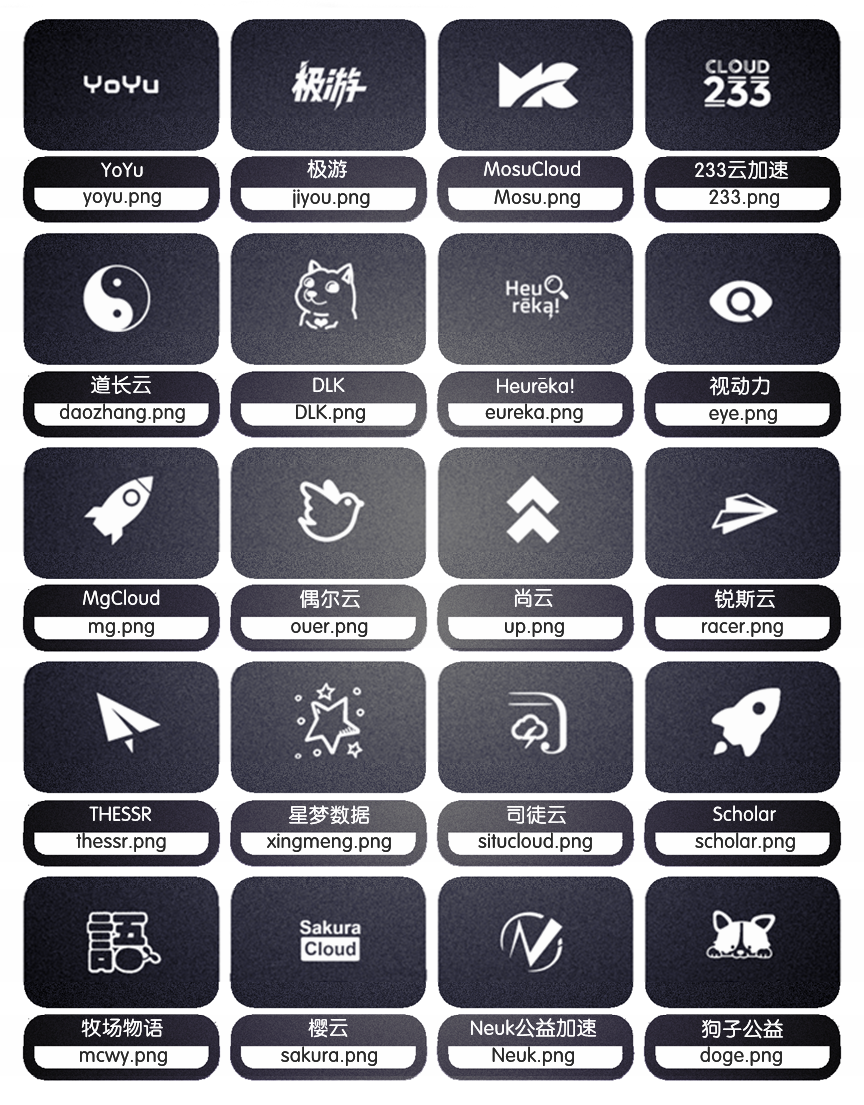 YoYu
极游
CLOUD
233
YoYu
极游
MosuCloud
233云加速
yoyu.png
jiyou.png
Mosu.png
233.png
Heu
rēka!
道长云
DLK
Heurēka!
视动力
daozhang.png
DLK.png
eureka.png
eye.png
MgCloud
偶尔云
尚云
锐斯云
mg.png
ouer.png
up.png
racer.png
THESSR
星梦数据
司徒云
Scholar
thessr.png
xingmeng.png
situcloud.png
scholar.png
Sakura
Cloud
牧场物语
樱云
Neuk公益加速
狗子公益
mcwy.png
sakura.png
Neuk.png
doge.png